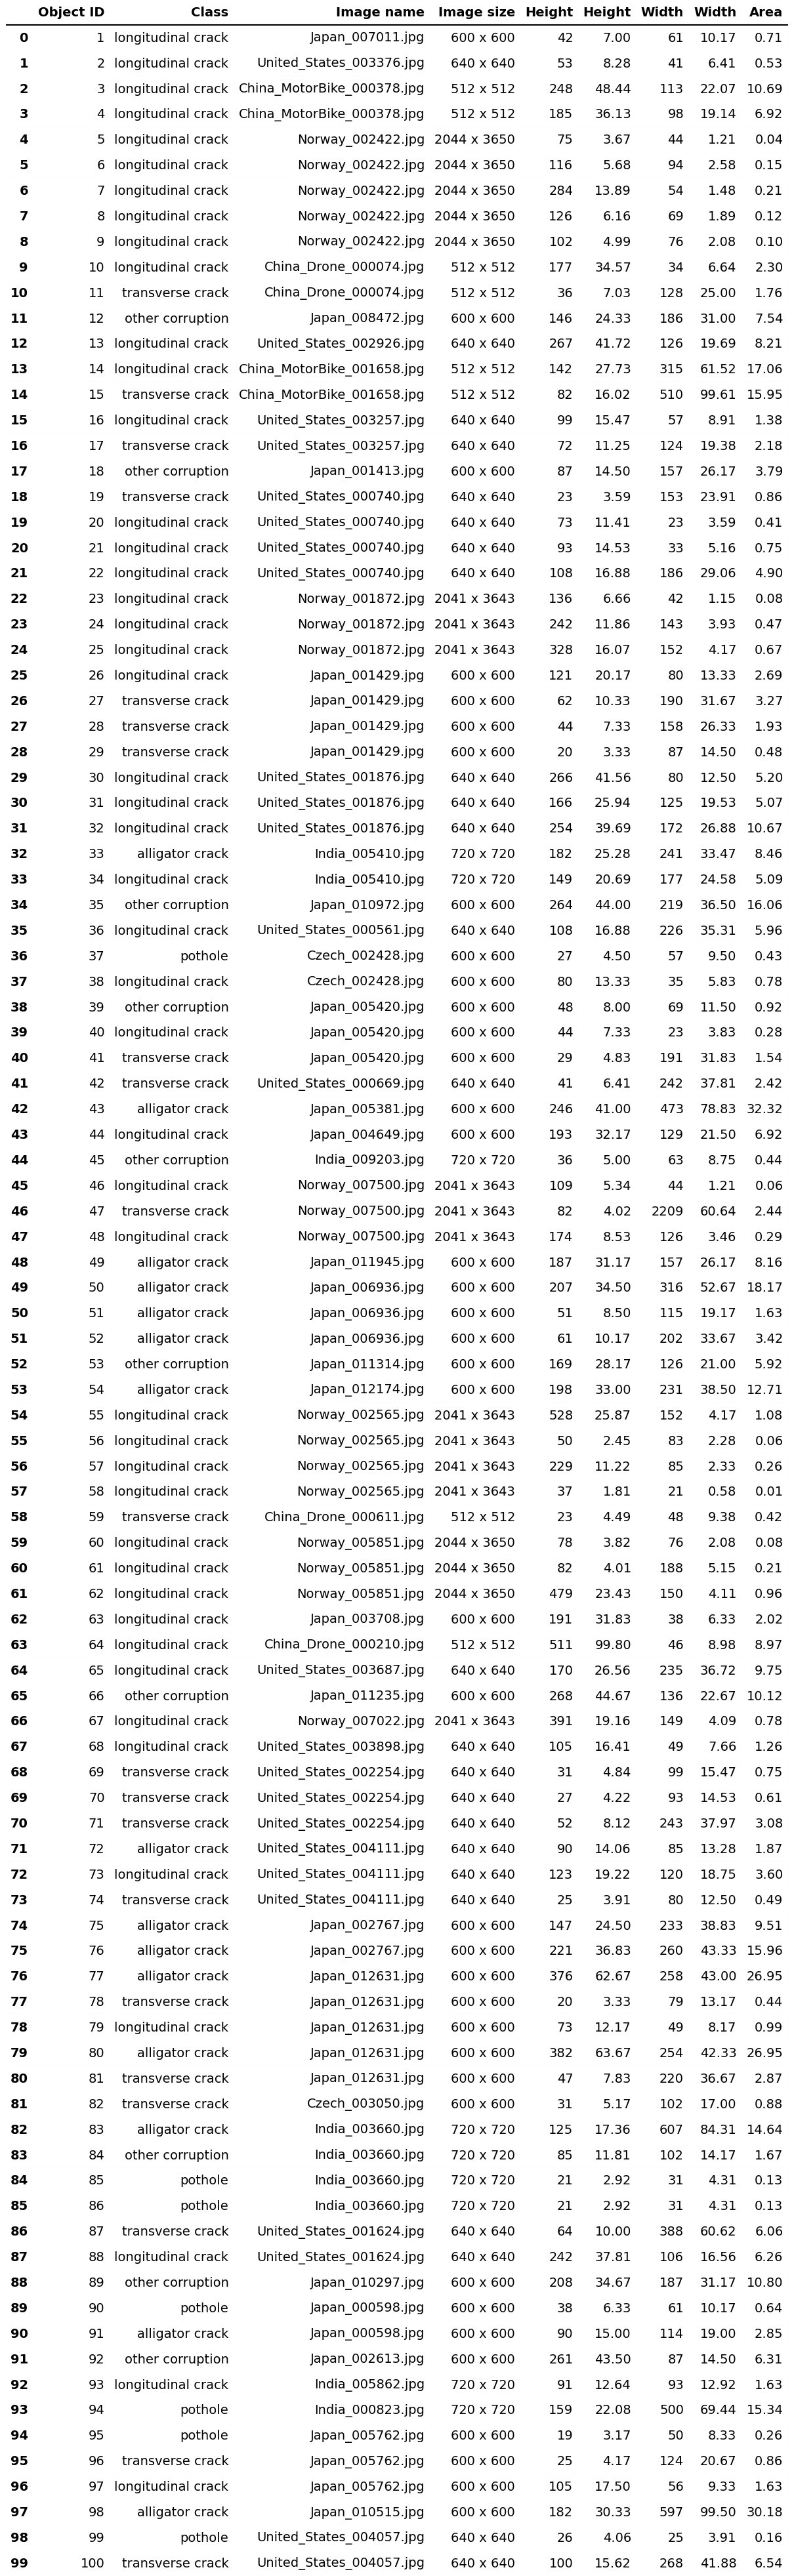 Object ID Class Image name Image size Height Height Width Width Area
0 1 longitudinal crack Japan_007011.jpg 600 x 600 42 7.00 61 10.17 0.71
1 2 longitudinal crack United_States_003376.jpg 640 x 640 53 8.28 41 6.41 0.53
2 3 longitudinal crack China_MotorBike_000378.jpg 512 x 512 248 48.44 113 22.07 10.69
3 4 longitudinal crack China_MotorBike_000378.jpg 512 x 512 185 36.13 98 19.14 6.92
4 5 longitudinal crack Norway_002422.jpg 2044 x 3650 75 3.67 44 1.21 0.04
5 6 longitudinal crack Norway_002422.jpg 2044 x 3650 116 5.68 94 2.58 0.15
6 7 longitudinal crack Norway_002422.jpg 2044 x 3650 284 13.89 54 1.48 0.21
7 8 longitudinal crack Norway_002422.jpg 2044 x 3650 126 6.16 69 1.89 0.12
8 9 longitudinal crack Norway_002422.jpg 2044 x 3650 102 4.99 76 2.08 0.10
9 10 longitudinal crack China_Drone_000074.jpg 512 x 512 177 34.57 34 6.64 2.30
10 11 transverse crack China_Drone_000074.jpg 512 x 512 36 7.03 128 25.00 1.76
11 12 other corruption Japan_008472.jpg 600 x 600 146 24.33 186 31.00 7.54
12 13 longitudinal crack United_States_002926.jpg 640 x 640 267 41.72 126 19.69 8.21
13 14 longitudinal crack China_MotorBike_001658.jpg 512 x 512 142 27.73 315 61.52 17.06
14 15 transverse crack China_MotorBike_001658.jpg 512 x 512 82 16.02 510 99.61 15.95
15 16 longitudinal crack United_States_003257.jpg 640 x 640 99 15.47 57 8.91 1.38
16 17 transverse crack United_States_003257.jpg 640 x 640 72 11.25 124 19.38 2.18
17 18 other corruption Japan_001413.jpg 600 x 600 87 14.50 157 26.17 3.79
18 19 transverse crack United_States_000740.jpg 640 x 640 23 3.59 153 23.91 0.86
19 20 longitudinal crack United_States_000740.jpg 640 x 640 73 11.41 23 3.59 0.41
20 21 longitudinal crack United_States_000740.jpg 640 x 640 93 14.53 33 5.16 0.75
21 22 longitudinal crack United_States_000740.jpg 640 x 640 108 16.88 186 29.06 4.90
22 23 longitudinal crack Norway_001872.jpg 2041 x 3643 136 6.66 42 1.15 0.08
23 24 longitudinal crack Norway_001872.jpg 2041 x 3643 242 11.86 143 3.93 0.47
24 25 longitudinal crack Norway_001872.jpg 2041 x 3643 328 16.07 152 4.17 0.67
25 26 longitudinal crack Japan_001429.jpg 600 x 600 121 20.17 80 13.33 2.69
26 27 transverse crack Japan_001429.jpg 600 x 600 62 10.33 190 31.67 3.27
27 28 transverse crack Japan_001429.jpg 600 x 600 44 7.33 158 26.33 1.93
28 29 transverse crack Japan_001429.jpg 600 x 600 20 3.33 87 14.50 0.48
29 30 longitudinal crack United_States_001876.jpg 640 x 640 266 41.56 80 12.50 5.20
30 31 longitudinal crack United_States_001876.jpg 640 x 640 166 25.94 125 19.53 5.07
31 32 longitudinal crack United_States_001876.jpg 640 x 640 254 39.69 172 26.88 10.67
32 33 alligator crack India_005410.jpg 720 x 720 182 25.28 241 33.47 8.46
33 34 longitudinal crack India_005410.jpg 720 x 720 149 20.69 177 24.58 5.09
34 35 other corruption Japan_010972.jpg 600 x 600 264 44.00 219 36.50 16.06
35 36 longitudinal crack United_States_000561.jpg 640 x 640 108 16.88 226 35.31 5.96
36 37 pothole Czech_002428.jpg 600 x 600 27 4.50 57 9.50 0.43
37 38 longitudinal crack Czech_002428.jpg 600 x 600 80 13.33 35 5.83 0.78
38 39 other corruption Japan_005420.jpg 600 x 600 48 8.00 69 11.50 0.92
39 40 longitudinal crack Japan_005420.jpg 600 x 600 44 7.33 23 3.83 0.28
40 41 transverse crack Japan_005420.jpg 600 x 600 29 4.83 191 31.83 1.54
41 42 transverse crack United_States_000669.jpg 640 x 640 41 6.41 242 37.81 2.42
42 43 alligator crack Japan_005381.jpg 600 x 600 246 41.00 473 78.83 32.32
43 44 longitudinal crack Japan_004649.jpg 600 x 600 193 32.17 129 21.50 6.92
44 45 other corruption India_009203.jpg 720 x 720 36 5.00 63 8.75 0.44
45 46 longitudinal crack Norway_007500.jpg 2041 x 3643 109 5.34 44 1.21 0.06
46 47 transverse crack Norway_007500.jpg 2041 x 3643 82 4.02 2209 60.64 2.44
47 48 longitudinal crack Norway_007500.jpg 2041 x 3643 174 8.53 126 3.46 0.29
48 49 alligator crack Japan_011945.jpg 600 x 600 187 31.17 157 26.17 8.16
49 50 alligator crack Japan_006936.jpg 600 x 600 207 34.50 316 52.67 18.17
50 51 alligator crack Japan_006936.jpg 600 x 600 51 8.50 115 19.17 1.63
51 52 alligator crack Japan_006936.jpg 600 x 600 61 10.17 202 33.67 3.42
52 53 other corruption Japan_011314.jpg 600 x 600 169 28.17 126 21.00 5.92
53 54 alligator crack Japan_012174.jpg 600 x 600 198 33.00 231 38.50 12.71
54 55 longitudinal crack Norway_002565.jpg 2041 x 3643 528 25.87 152 4.17 1.08
55 56 longitudinal crack Norway_002565.jpg 2041 x 3643 50 2.45 83 2.28 0.06
56 57 longitudinal crack Norway_002565.jpg 2041 x 3643 229 11.22 85 2.33 0.26
57 58 longitudinal crack Norway_002565.jpg 2041 x 3643 37 1.81 21 0.58 0.01
58 59 transverse crack China_Drone_000611.jpg 512 x 512 23 4.49 48 9.38 0.42
59 60 longitudinal crack Norway_005851.jpg 2044 x 3650 78 3.82 76 2.08 0.08
60 61 longitudinal crack Norway_005851.jpg 2044 x 3650 82 4.01 188 5.15 0.21
61 62 longitudinal crack Norway_005851.jpg 2044 x 3650 479 23.43 150 4.11 0.96
62 63 longitudinal crack Japan_003708.jpg 600 x 600 191 31.83 38 6.33 2.02
63 64 longitudinal crack China_Drone_000210.jpg 512 x 512 511 99.80 46 8.98 8.97
64 65 longitudinal crack United_States_003687.jpg 640 x 640 170 26.56 235 36.72 9.75
65 66 other corruption Japan_011235.jpg 600 x 600 268 44.67 136 22.67 10.12
66 67 longitudinal crack Norway_007022.jpg 2041 x 3643 391 19.16 149 4.09 0.78
67 68 longitudinal crack United_States_003898.jpg 640 x 640 105 16.41 49 7.66 1.26
68 69 transverse crack United_States_002254.jpg 640 x 640 31 4.84 99 15.47 0.75
69 70 transverse crack United_States_002254.jpg 640 x 640 27 4.22 93 14.53 0.61
70 71 transverse crack United_States_002254.jpg 640 x 640 52 8.12 243 37.97 3.08
71 72 alligator crack United_States_004111.jpg 640 x 640 90 14.06 85 13.28 1.87
72 73 longitudinal crack United_States_004111.jpg 640 x 640 123 19.22 120 18.75 3.60
73 74 transverse crack United_States_004111.jpg 640 x 640 25 3.91 80 12.50 0.49
74 75 alligator crack Japan_002767.jpg 600 x 600 147 24.50 233 38.83 9.51
75 76 alligator crack Japan_002767.jpg 600 x 600 221 36.83 260 43.33 15.96
76 77 alligator crack Japan_012631.jpg 600 x 600 376 62.67 258 43.00 26.95
77 78 transverse crack Japan_012631.jpg 600 x 600 20 3.33 79 13.17 0.44
78 79 longitudinal crack Japan_012631.jpg 600 x 600 73 12.17 49 8.17 0.99
79 80 alligator crack Japan_012631.jpg 600 x 600 382 63.67 254 42.33 26.95
80 81 transverse crack Japan_012631.jpg 600 x 600 47 7.83 220 36.67 2.87
81 82 transverse crack Czech_003050.jpg 600 x 600 31 5.17 102 17.00 0.88
82 83 alligator crack India_003660.jpg 720 x 720 125 17.36 607 84.31 14.64
83 84 other corruption India_003660.jpg 720 x 720 85 11.81 102 14.17 1.67
84 85 pothole India_003660.jpg 720 x 720 21 2.92 31 4.31 0.13
85 86 pothole India_003660.jpg 720 x 720 21 2.92 31 4.31 0.13
86 87 transverse crack United_States_001624.jpg 640 x 640 64 10.00 388 60.62 6.06
87 88 longitudinal crack United_States_001624.jpg 640 x 640 242 37.81 106 16.56 6.26
88 89 other corruption Japan_010297.jpg 600 x 600 208 34.67 187 31.17 10.80
89 90 pothole Japan_000598.jpg 600 x 600 38 6.33 61 10.17 0.64
90 91 alligator crack Japan_000598.jpg 600 x 600 90 15.00 114 19.00 2.85
91 92 other corruption Japan_002613.jpg 600 x 600 261 43.50 87 14.50 6.31
92 93 longitudinal crack India_005862.jpg 720 x 720 91 12.64 93 12.92 1.63
93 94 pothole India_000823.jpg 720 x 720 159 22.08 500 69.44 15.34
94 95 pothole Japan_005762.jpg 600 x 600 19 3.17 50 8.33 0.26
95 96 transverse crack Japan_005762.jpg 600 x 600 25 4.17 124 20.67 0.86
96 97 longitudinal crack Japan_005762.jpg 600 x 600 105 17.50 56 9.33 1.63
97 98 alligator crack Japan_010515.jpg 600 x 600 182 30.33 597 99.50 30.18
98 99 pothole United_States_004057.jpg 640 x 640 26 4.06 25 3.91 0.16
99 100 transverse crack United_States_004057.jpg 640 x 640 100 15.62 268 41.88 6.54